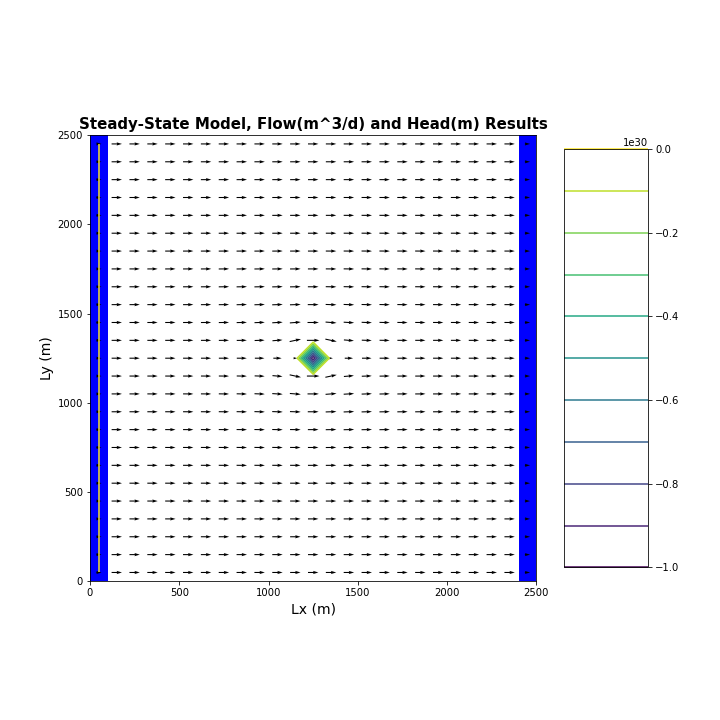 Steady-State Model, Flow(m^3/d) and Head(m) Results
2500
2000
1500
1000
500
0
Ly (m)
0 500 1000 1500 2000 2500
Lx (m)
1e30
0.0
−0.2
−0.4
−0.6
−0.8
−1.0